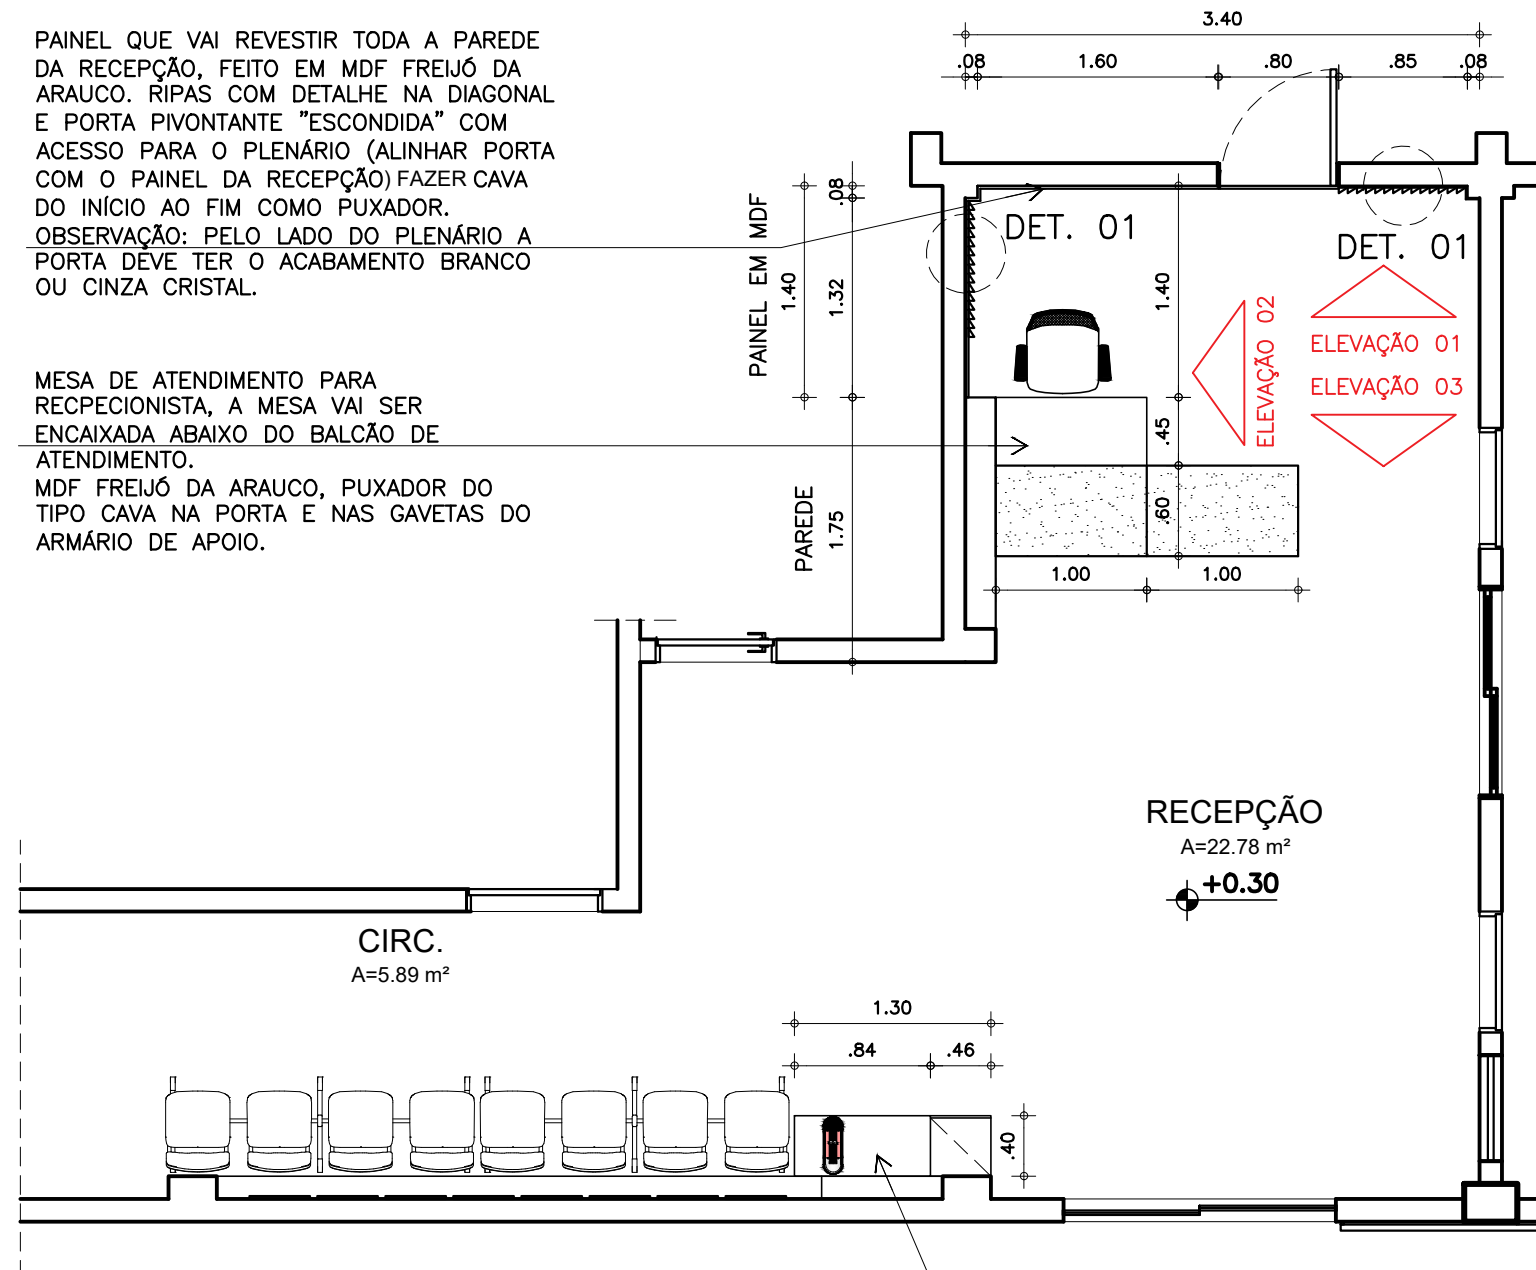 PAINEL QUE VAI REVESTIR TODA A PAREDE
DA RECEPÇÃO, FEITO EM MDF FREIJÓ DA
ARAUCO. RIPAS COM DETALHE NA DIAGONAL
E PORTA PIVONTANTE "ESCONDIDA" COM
ACESSO PARA O PLENÁRIO (ALINHAR PORTA
COM O PAINEL DA RECEPÇÃO) FAZER CAVA
DO INÍCIO AO FIM COMO PUXADOR.
OBSERVAÇÃO: PELO LADO DO PLENÁRIO A
PORTA DEVE TER O ACABAMENTO BRANCO
OU CINZA CRISTAL.
MESA DE ATENDIMENTO PARA
RECPECIONISTA, A MESA VAI SER
ENCAIXADA ABAIXO DO BALCÃO DE
ATENDIMENTO.
MDF FREIJÓ DA ARAUCO, PUXADOR DO
TIPO CAVA NA PORTA E NAS GAVETAS DO
ARMÁRIO DE APOIO.
3.40
.08
1.60
.80
.85
.08
PAINEL EM MDF
1.40
.08
1.32
PAREDE
1.75
DET. 01
DET. 01
1.40
.45
.60
1.00
1.00
ELEVAÇÃO 02
ELEVAÇÃO 01
ELEVAÇÃO 03
RECEPÇÃO
A=22.78 m²
+0.30
CIRC.
A=5.89 m²
1.30
.84
.46
.40